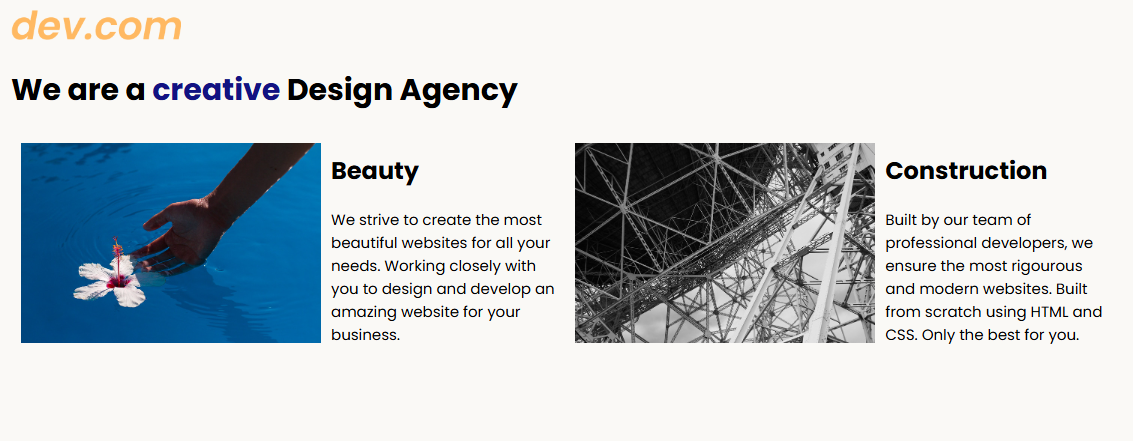 dev.com
We are a creative Design Agency
Beauty
We strive to create the most
beautiful websites for all your
needs. Working closely with
you to design and develop an
amazing website for your
business.
Construction
Built by our team of
professional developers, we
ensure the most rigourous
and modern websites. Built
from scratch using HTML and
CSS. Only the best for you.